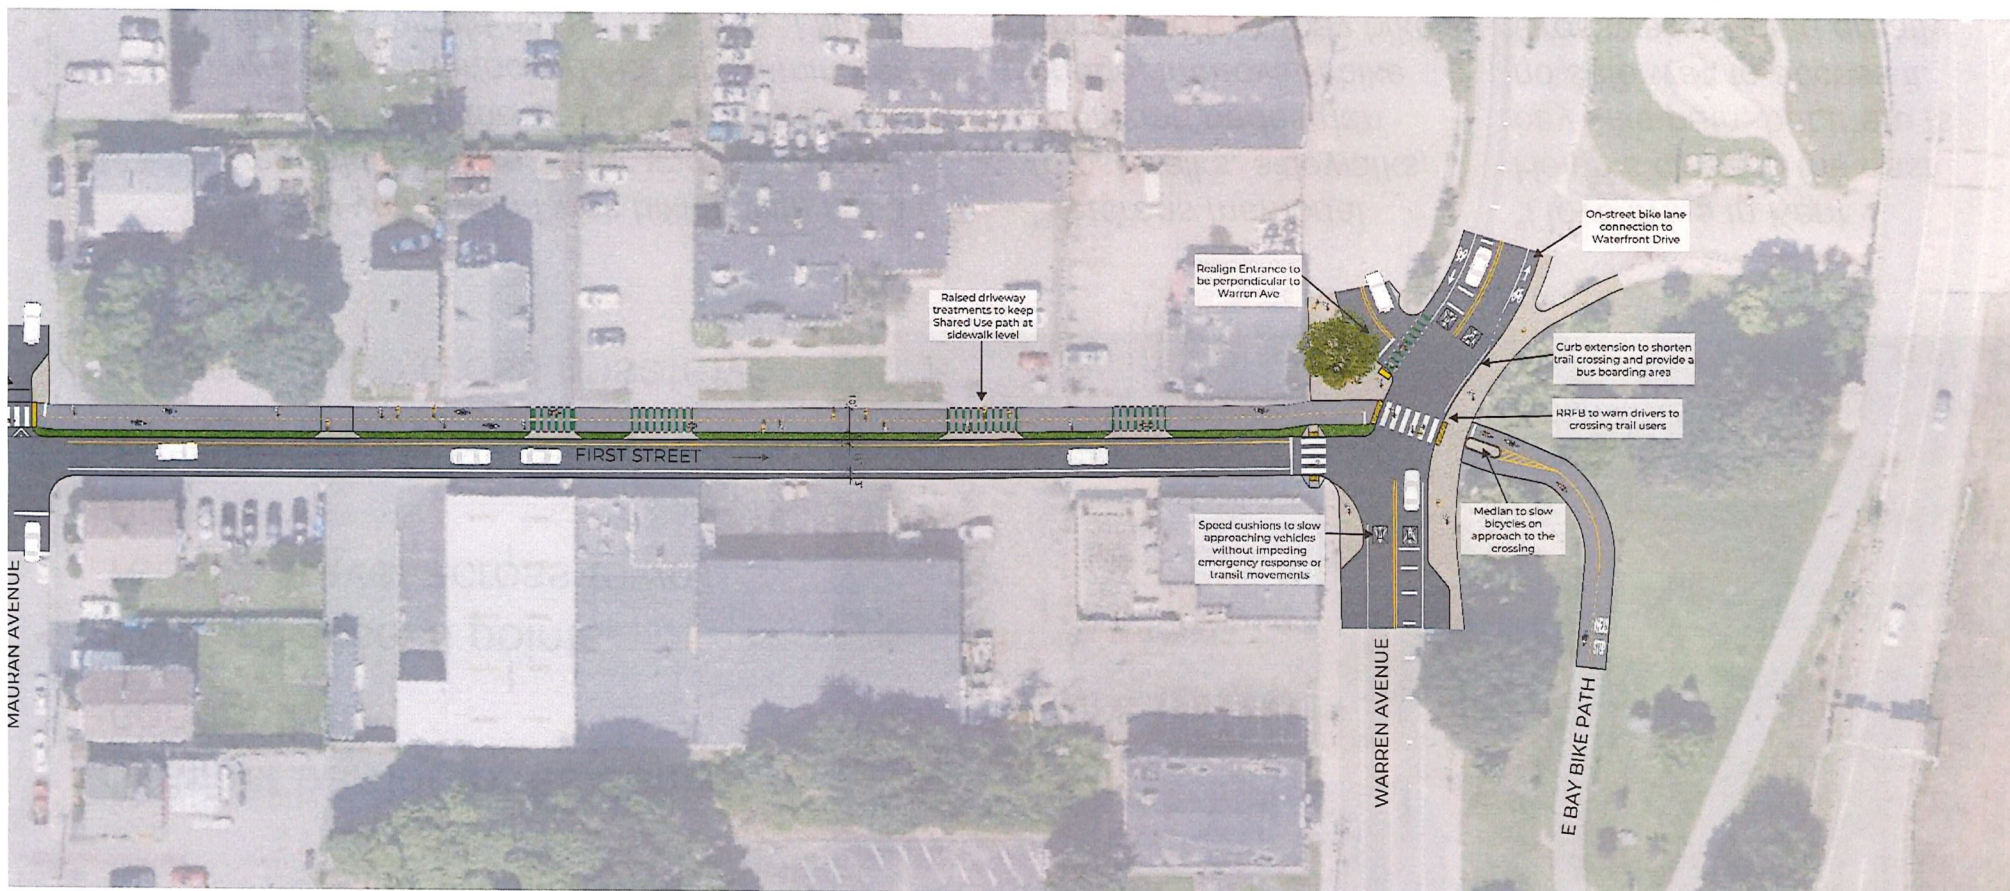 On-street bike lane
connection to
Waterfront Drive
Realign Entrance to
be perpendicular to
Warren Ave
Raised driveway
treatments to keep
Shared Use path at
sidewalk level
Curb extension to shorten
trail crossing and provide a
bus boarding area
RRFB to warn drivers to
crossing trail users
FIRST STREET
Speed cushions to slow
approaching vehicles
without impeding
emergency response or
transit movements
Median to slow
bicycles on
approach to the
crossing
MAURAN AVENUE
WARREN AVENUE
E BAY BIKE PATH